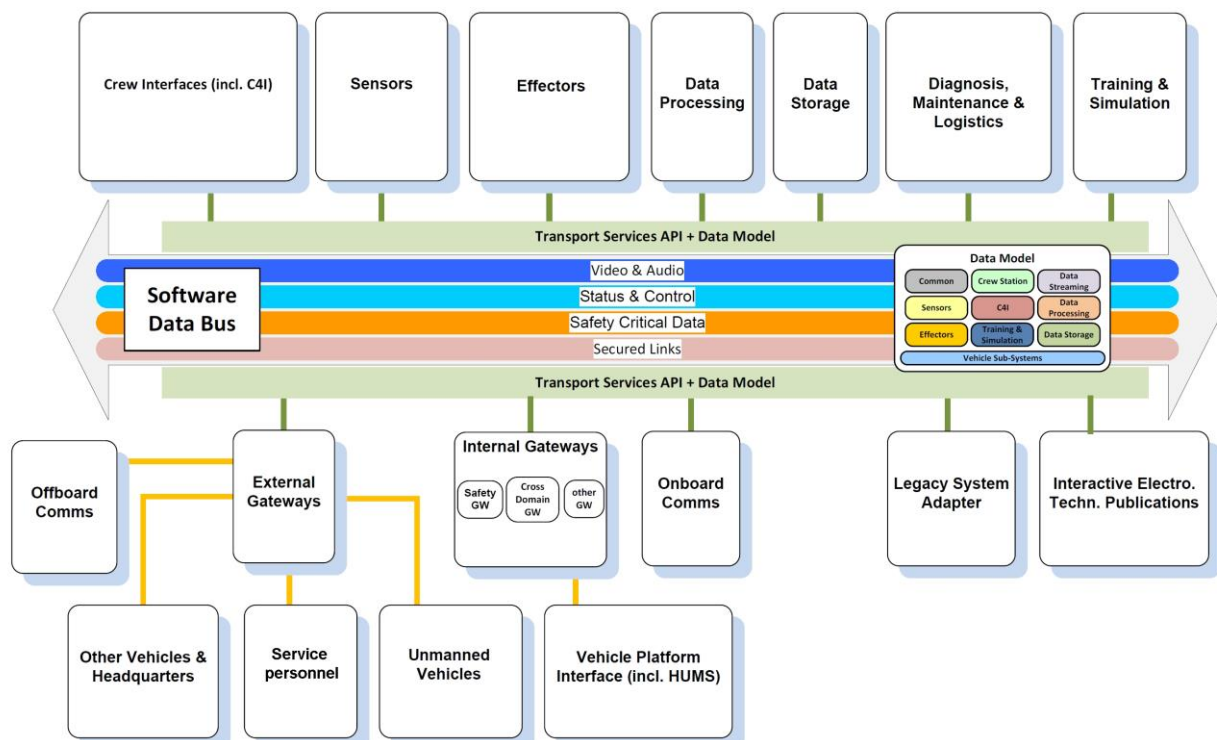 Crew Interfaces (incl. C4I)
Sensors
Effectors
Data
Processing
Data
Storage
Diagnosis,
Maintenance &
Logistics
Training &
Simulation
Transport Services API + Data Model
Software
Data Bus
Video & Audio
Status & Control
Safety Critical Data
Secured Links
Data Model
Common
Crew Station
Data
Streaming
Sensors
C4I
Data
Processing
Effectors
Training &
Simulation
Data Storage
Vehicle Sub-Systems
Transport Services API + Data Model
Offboard
Comms
External
Gateways
Internal Gateways
Safety
GW
Cross
Domain
GW
other
GW
Onboard
Comms
Legacy System
Adapter
Interactive Electro.
Techn. Publications
Other Vehicles &
Headquarters
Service
personnel
Unmanned
Vehicles
Vehicle Platform
Interface (incl. HUMS)